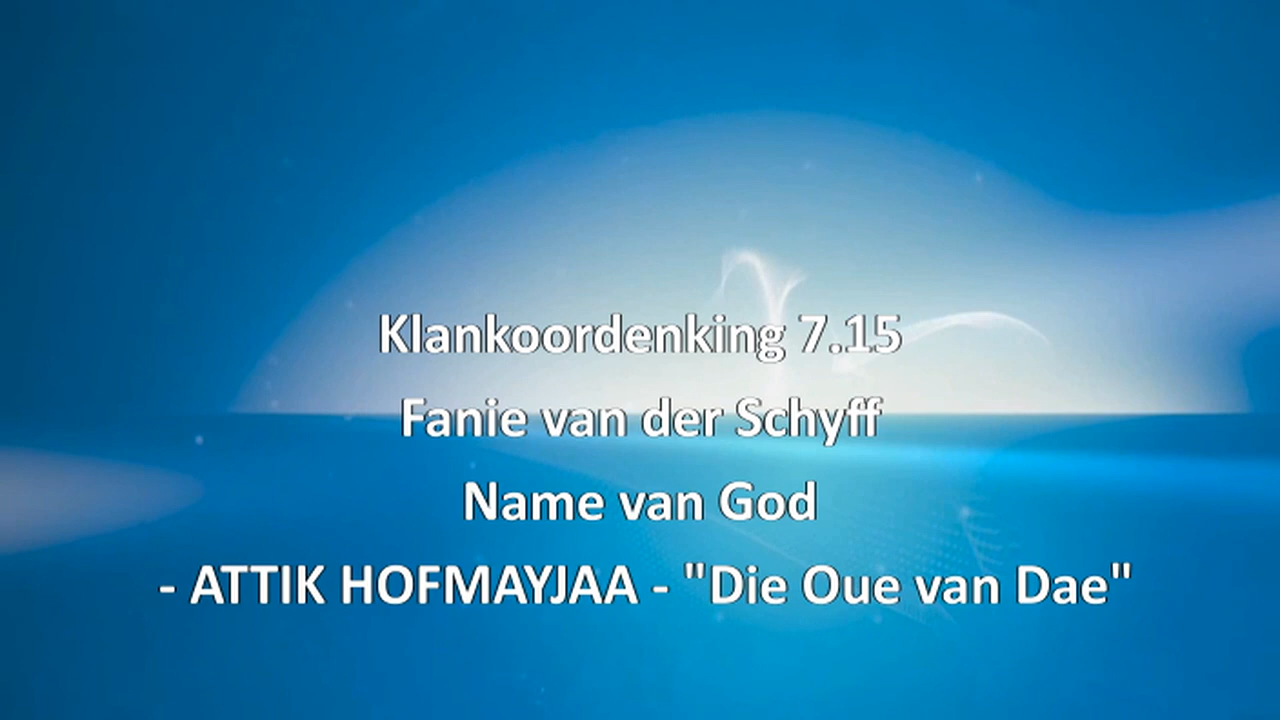 Klankoordenking 7.15
Fanie van der Schyff
Name van God
- ATTIK HOFMAYJAA - "Die Oue van Dae"